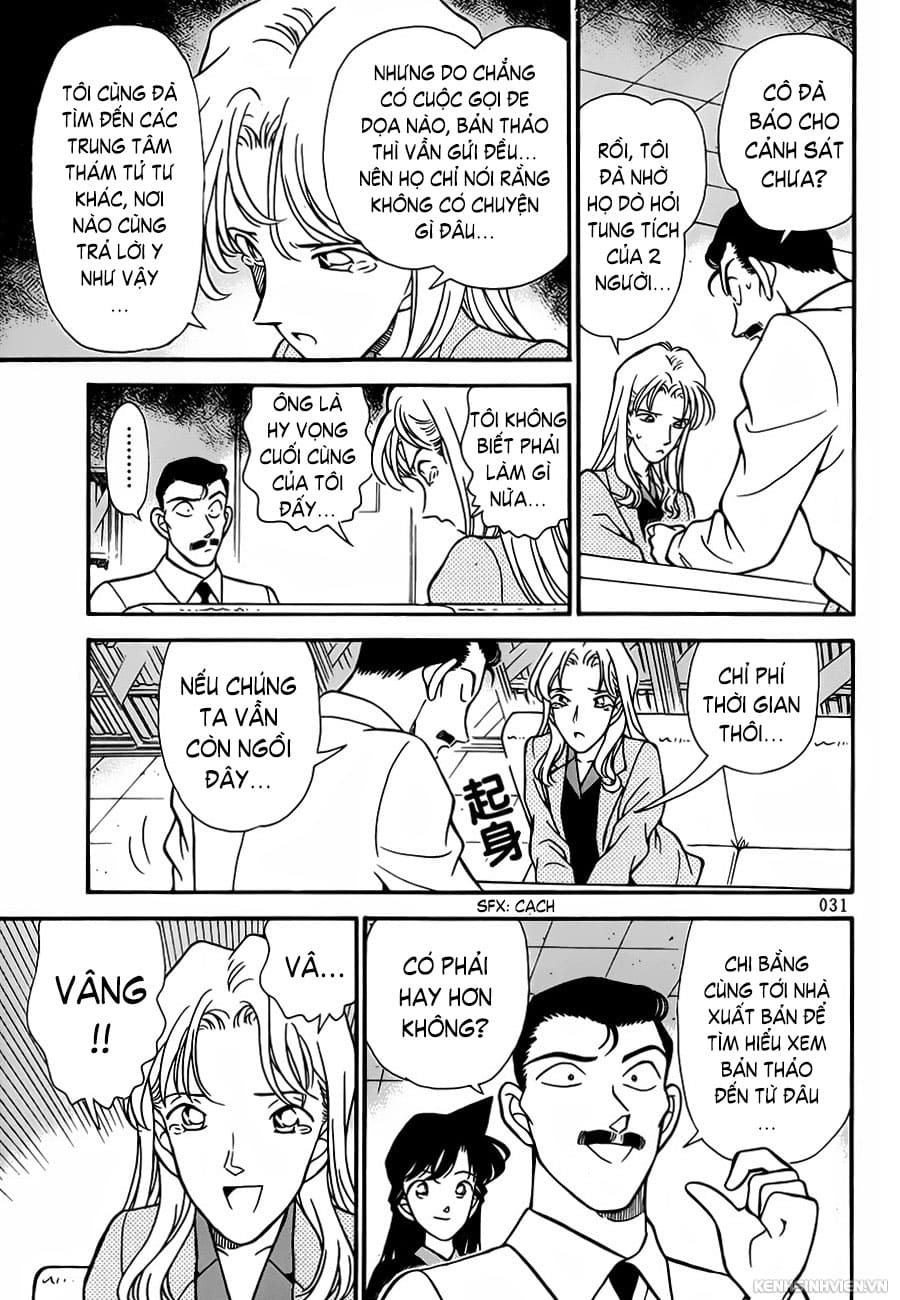 CÔ ĐÃ
BÁO CHO
CẢNH SÁT
CHƯA?
RỒI, TÔI
ĐÃ NHỜ
HỌ DÒ HỎI
TUNG TÍCH
CỦA 2
NGƯỜI...
NHƯNG DO CHẲNG
CÓ CUỘC GỌI ĐE
DỌA NÀO, BẢN THẢO
THÌ VẪN GỬI ĐỀU...
NÊN HỌ CHỈ NÓI RẰNG
KHÔNG CÓ CHUYỆN
GÌ ĐÂU...
TÔI CŨNG ĐÃ
TÌM ĐẾN CÁC
TRUNG TÂM
THÁM TỬ TƯ
KHÁC, NƠI
NÀO CŨNG
TRẢ LỜI Y
NHƯ VẬY
...
TÔI KHÔNG
BIẾT PHẢI
LÀM GÌ
NỮA...
ÔNG LÀ
HY VỌNG
CUỐI CÙNG
CỦA TÔI
ĐẤY...
.........
CHỈ PHÍ
THỜI GIAN
THÔI...
NẾU CHÚNG
TA VẪN
CÒN NGỒI
ĐÂY...
起身
SFX: CẠCH
031
CHI BẰNG
CÙNG TỚI NHÀ
XUẤT BẢN ĐỂ
TÌM HIỂU XEM
BẢN THẢO
ĐẾN TỪ ĐÂU
...
CÓ PHẢI
HAY HƠN
KHÔNG?
VÂ...
VÂNG
!!
KENHSINHVIEN.VN